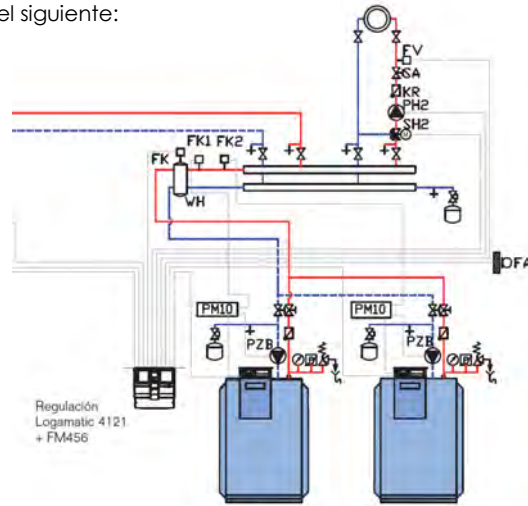 el siguiente:
FV
SA
KR
PH2
SH2
FK1 FK2
FK
WH
DFA
PM10
PM10
PZB
PZB
Regulación
Logamatic 4121
+ FM456